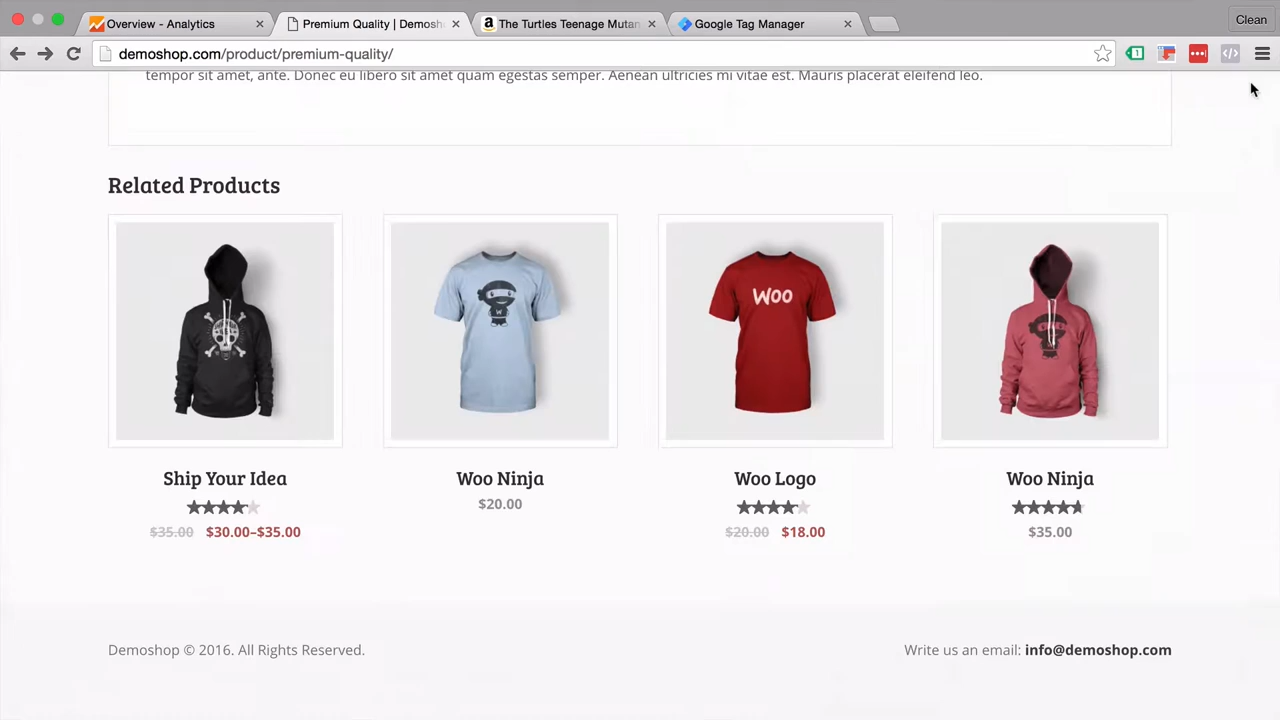 Overview - Analytics
Premium Quality | Demosh
The Turtles Teenage Mutan
Google Tag Manager
Clean
demoshop.com/product/premium-quality/
1
tempor sit amet, ante. Donec eu libero sit amet quam egestas semper. Aenean ultricies mi vitae est. Mauris placerat eleifend leo.
Related Products
WOO
Ship Your Idea
Woo Ninja
Woo Logo
Woo Ninja
$20.00
$35.00 $30.00–$35.00
$20.00 $18.00
$35.00
Demoshop © 2016. All Rights Reserved.
Write us an email: info@demoshop.com